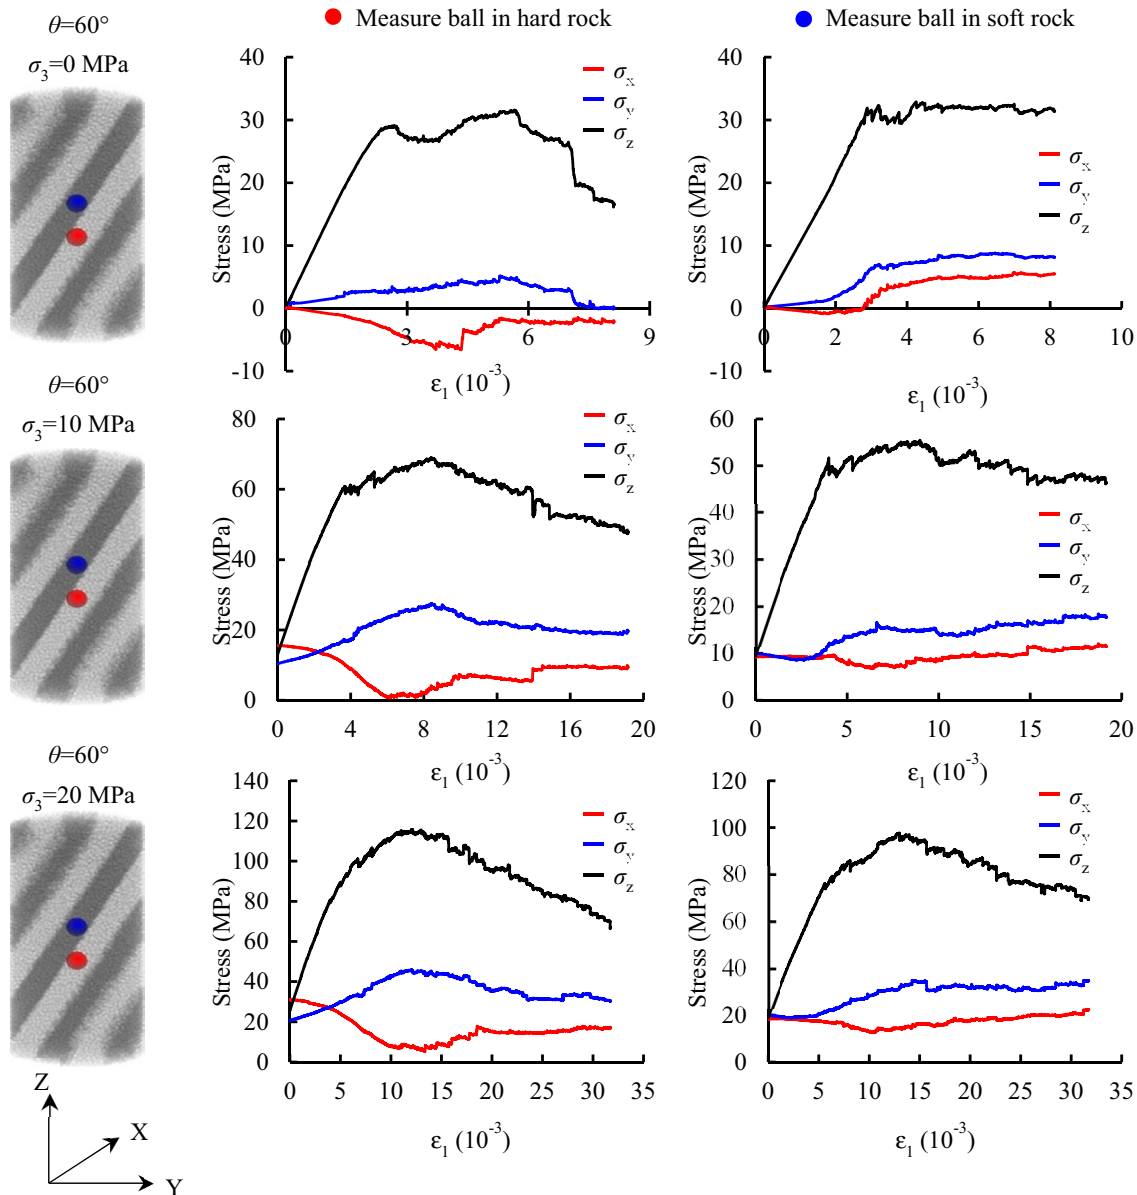 Measure ball in hard rock
Measure ball in soft rock
θ=60°
σ3=0 MPa
40
30
20
10
0
-10
0
3
6
9
Stress (MPa)
ε1 (10-3)
σx
σy
σz
40
30
20
10
0
-10
0
2
4
6
8
10
Stress (MPa)
ε1 (10-3)
σx
σy
σz
θ=60°
σ3=10 MPa
80
60
40
20
0
0
4
8
12
16
20
Stress (MPa)
ε1 (10-3)
σx
σy
σz
60
50
40
30
20
10
0
0
5
10
15
20
Stress (MPa)
ε1 (10-3)
σx
σy
σz
θ=60°
σ3=20 MPa
140
120
100
80
60
40
20
0
0
5
10
15
20
25
30
35
Stress (MPa)
ε1 (10-3)
σx
σy
σz
120
100
80
60
40
20
0
0
5
10
15
20
25
30
35
Stress (MPa)
ε1 (10-3)
σx
σy
σz
Z
X
Y